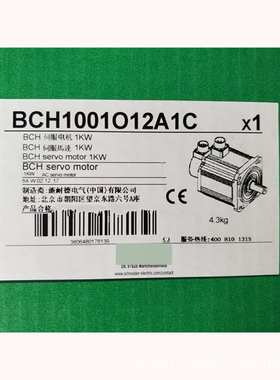 BCH1001O12A1C x1
BCH 伺服电机 1KW
BCH 伺服馬達 1KW
BCH servo motor 1KW
BCH servo motor
1KW AC servo motor
4.3kg
制造商:施耐德电气(中国)有限公司
地址:北京市朝阳区望京东路六号A座
产品合格
服务热线:400 810 1315